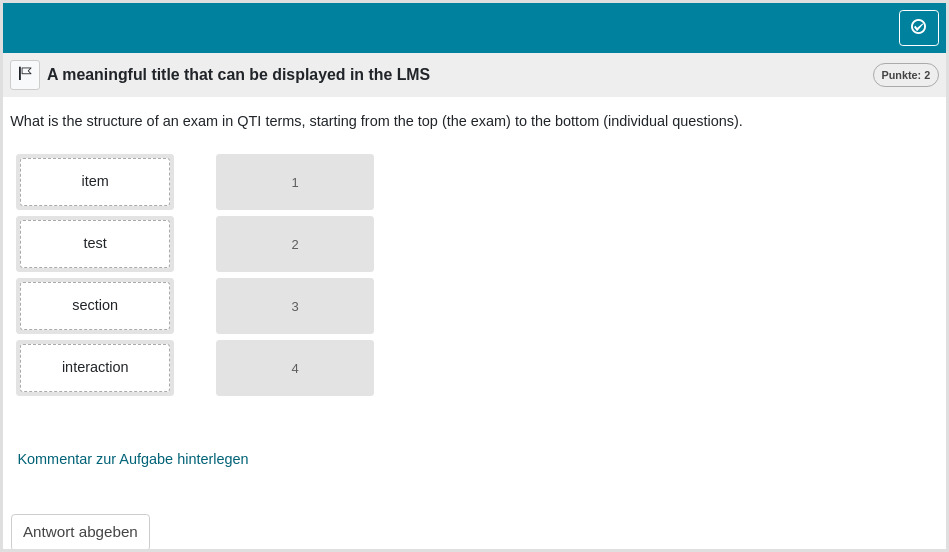 A meaningful title that can be displayed in the LMS
Punkte: 2
What is the structure of an exam in QTI terms, starting from the top (the exam) to the bottom (individual questions).
item
1
test
2
section
3
interaction
4
Kommentar zur Aufgabe hinterlegen
Antwort abgeben